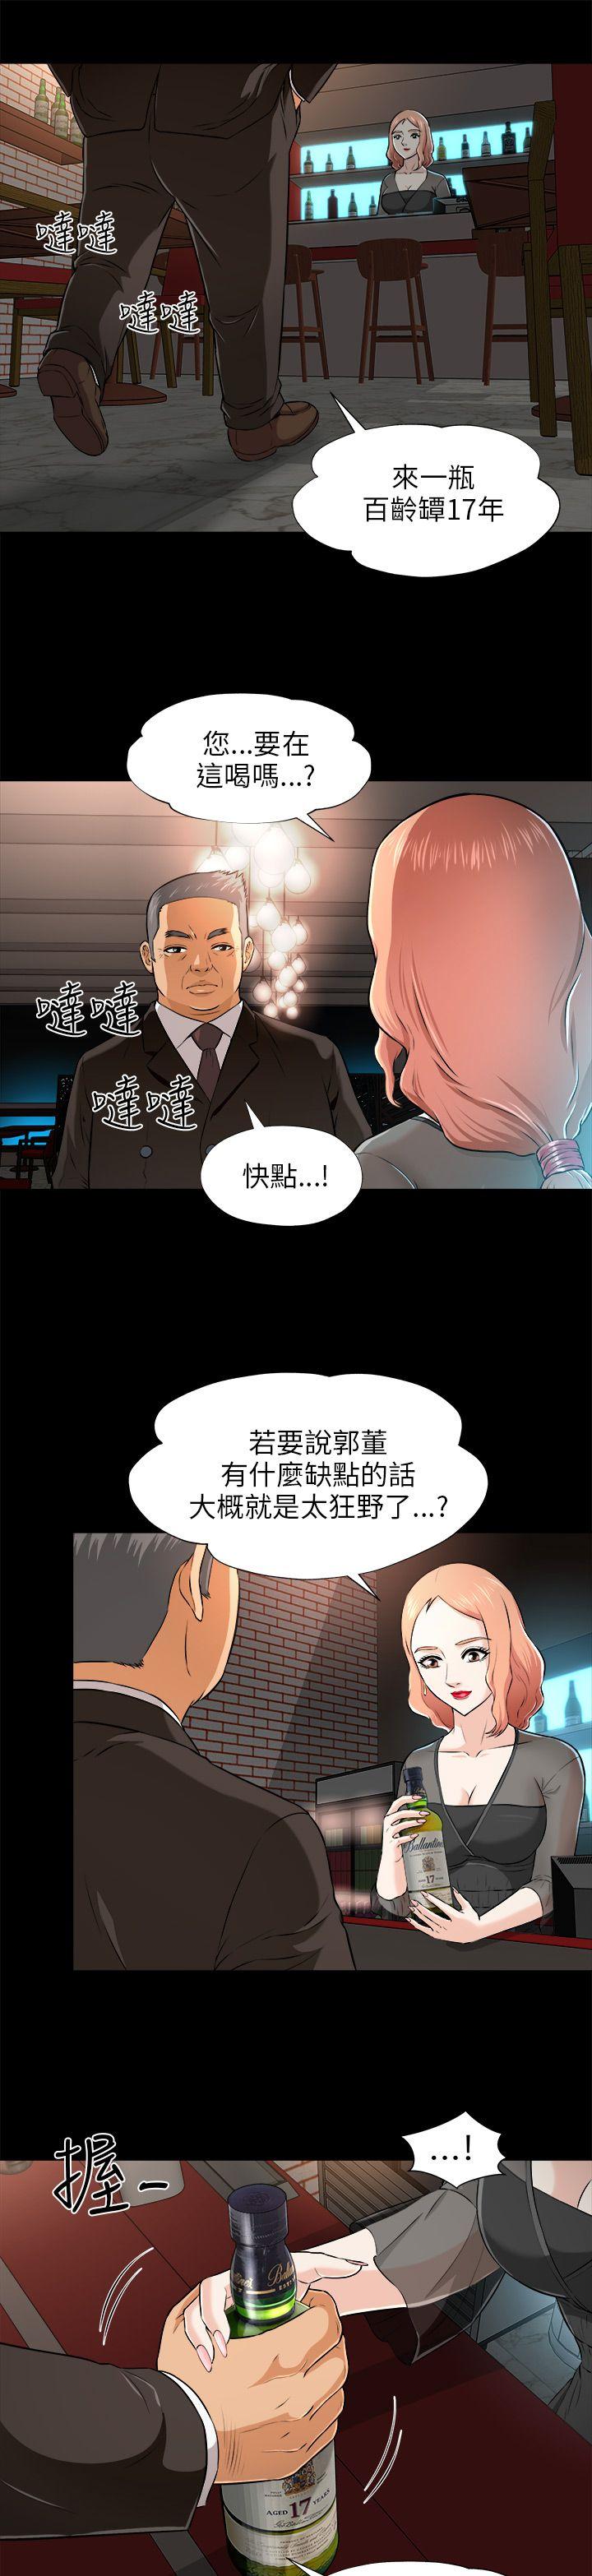 噠噠
噠噠
來一瓶
百齡罈17年
您...要在
這喝嗎...?
噠噠
噠噠
快點...!
若要說郭董
有什麼缺點的話
大概就是太狂野了...?
Ballantine's
17
...!
握-
Ballantine's
AGED 17 YEARS